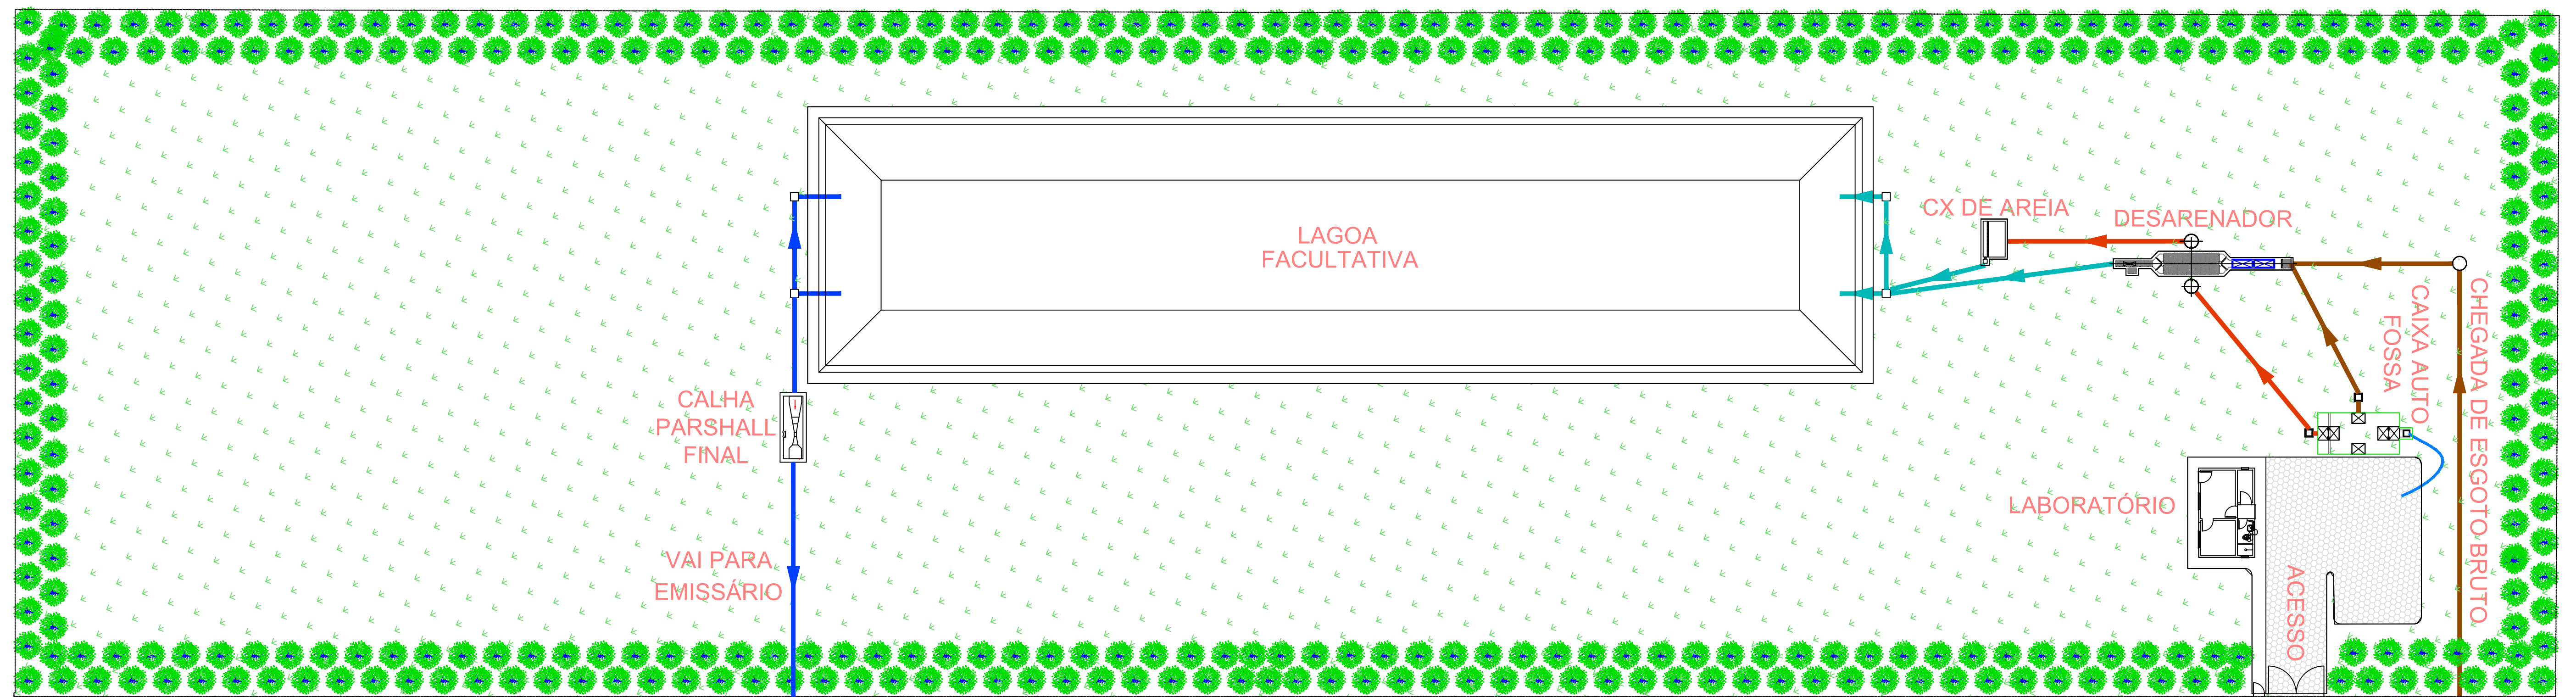 LAGOA
FACULTATIVA
CX DE AREIA
DESARENADOR
CHEGADA DE ESGOTO BRUTO
CAIXA AUTO
FOSSA
CALHA
PARSHALL
FINAL
LABORATÓRIO
VAI PARA
EMISSÁRIO
ACESSO